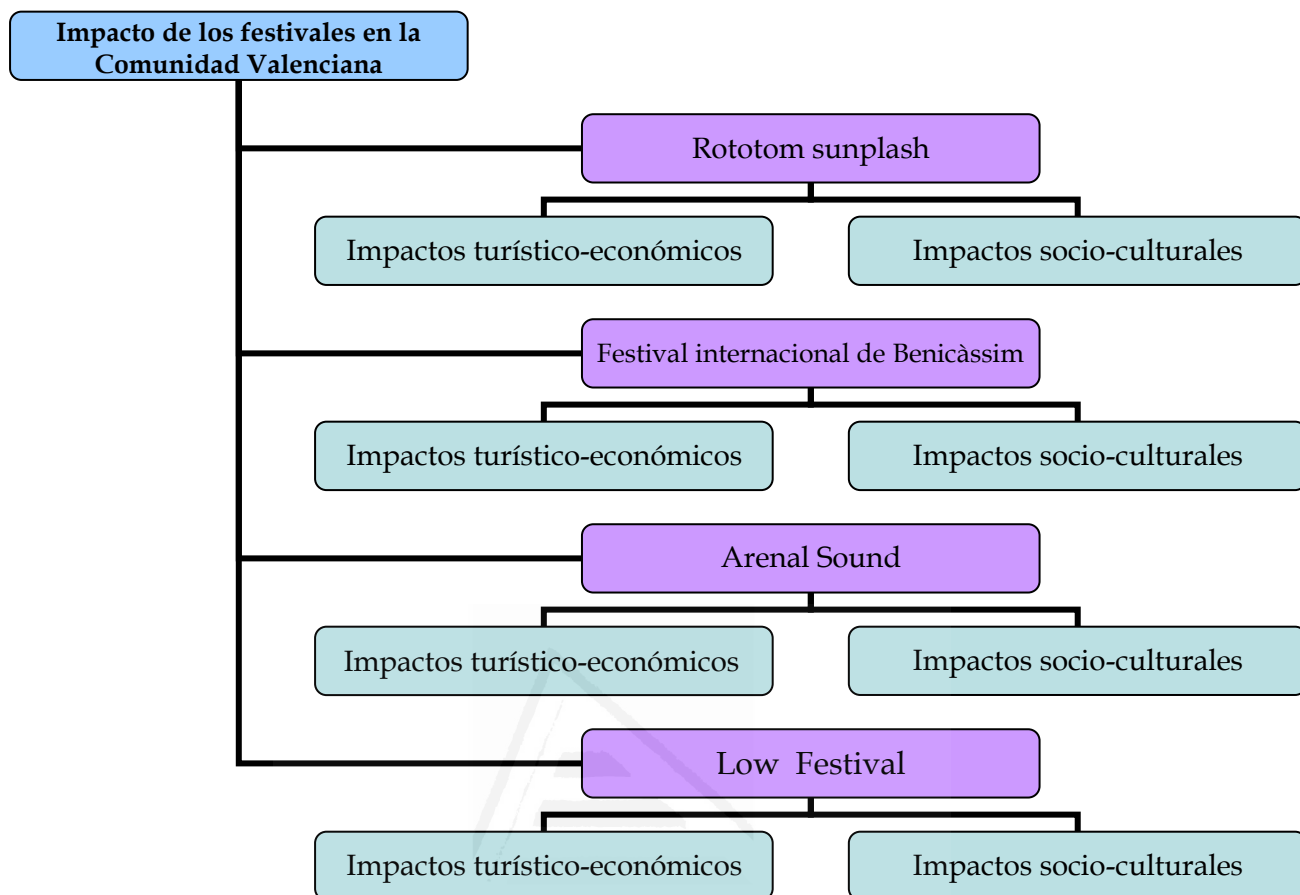 Impacto de los festivales en la
Comunidad Valenciana
Rototom sunplash
Impactos turístico-económicos
Impactos socio-culturales
Festival internacional de Benicàssim
Impactos turístico-económicos
Impactos socio-culturales
Arenal Sound
Impactos turístico-económicos
Impactos socio-culturales
Low Festival
Impactos turístico-económicos
Impactos socio-culturales